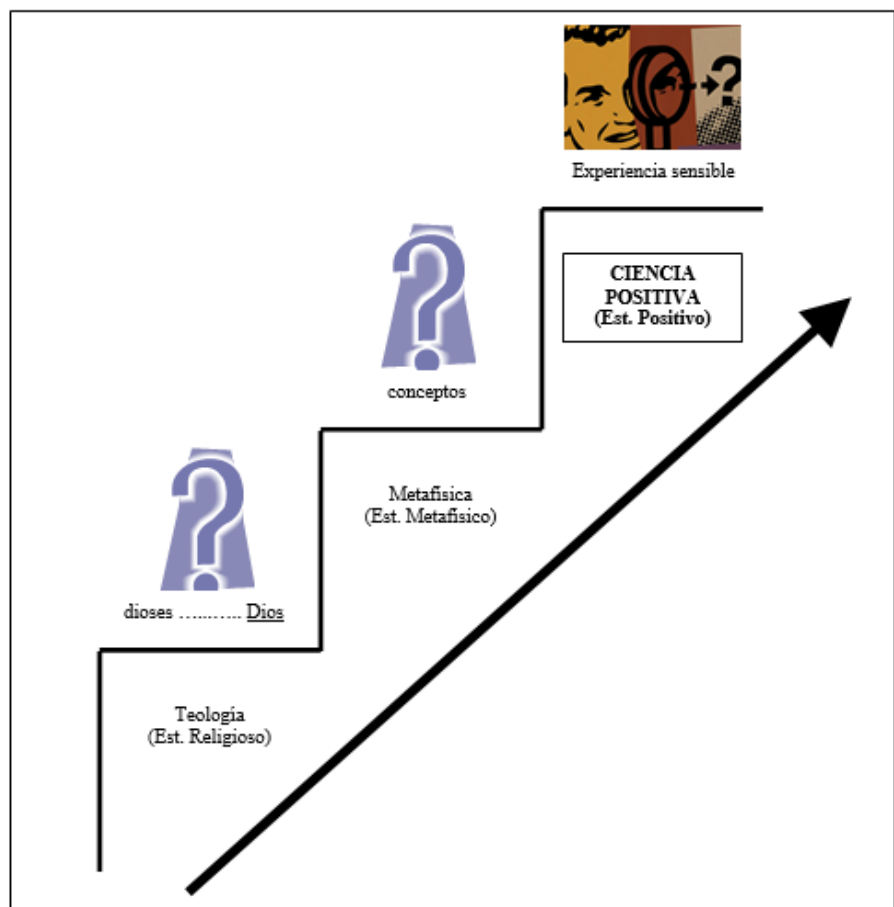 ?
Experiencia sensible
CIENCIA
POSITIVA
(Est. Positivo)
?
conceptos
Metafísica
(Est. Metafísico)
?
dioses …...….. Dios
Teología
(Est. Religioso)